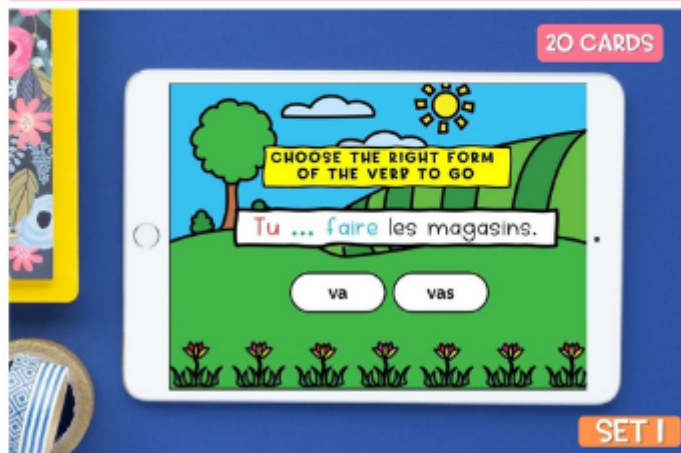 20 CARDS
CHOOSE THE RIGHT FORM
OF THE VERB TO GO
Tu ... faire les magasins.
va
vas
SET 1